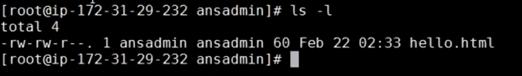 [root@ip-172-31-29-232 ansadmin]# ls -l
total 4
-rw-rw-r--. 1 ansadmin ansadmin 60 Feb 22 02:33 hello.html
[root@ip-172-31-29-232 ansadmin]#